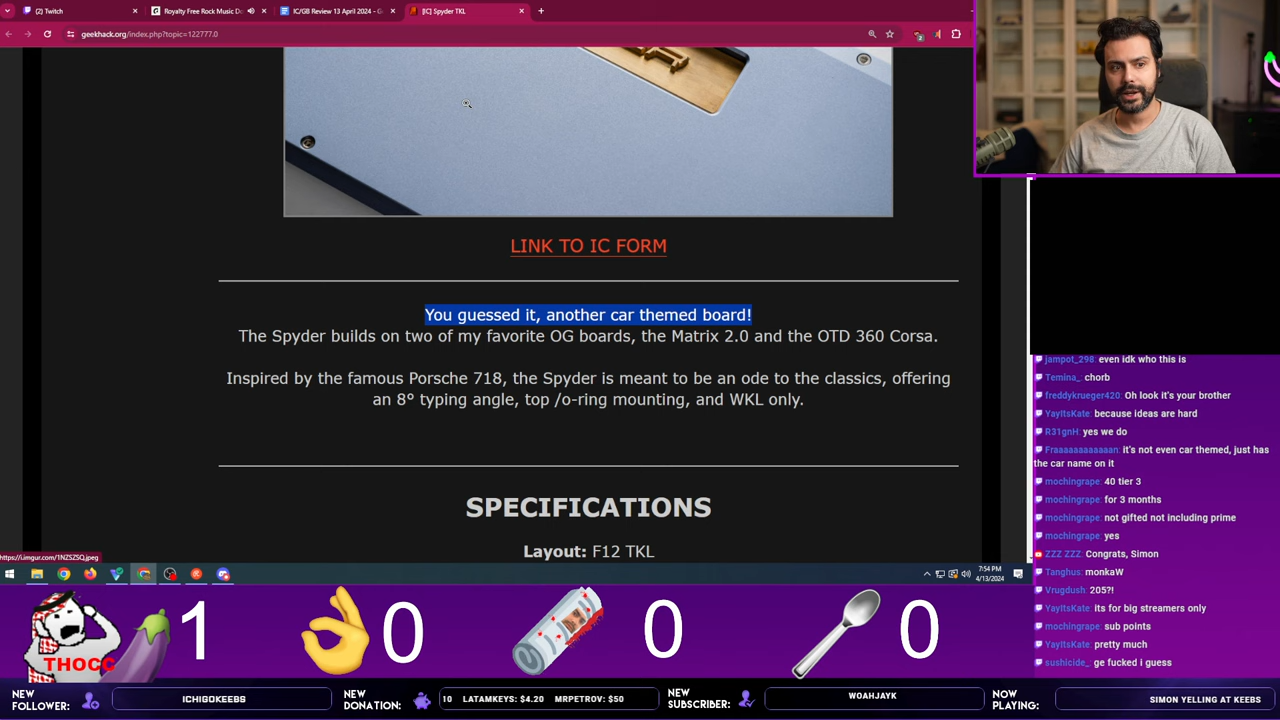 (2) Twitch
Royalty Free Rock Music D
IC/GB Review 13 April 2024 - G
[IC] Spyder TKL
geekhack.org/index.php?topic=122777.0
LINK TO IC FORM
You guessed it, another car themed board!
The Spyder builds on two of my favorite OG boards, the Matrix 2.0 and the OTD 360 Corsa.
Inspired by the famous Porsche 718, the Spyder is meant to be an ode to the classics, offering
an 8º typing angle, top /o-ring mounting, and WKL only.
SPECIFICATIONS
Layout: F12 TKL
https://i.imgur.com/1NZSZSQ.jpeg
7:54 PM
4/13/2024
jampot_298: even idk who this is
Temina_: chorb
freddykrueger420: Oh look it's your brother
YayItsKate: because ideas are hard
R31gnH: yes we do
Fraaaaaaaaaaan: it's not even car themed, just has
the car name on it
mochingrape: 40 tier 3
mochingrape: for 3 months
mochingrape: not gifted not including prime
mochingrape: yes
ZZZ ZZZ: Congrats, Simon
Tanghus: monkaW
Vrugdush: 205?!
YayItsKate: its for big streamers only
mochingrape: sub points
YayItsKate: pretty much
sushicide_: ge fucked i guess
THOCC
1
0
0
0
NEW
FOLLOWER:
ICHIGOKEEBS
NEW
DONATION:
10 LATAMKEYS: $4.20 MRPETROV: $50
NEW
SUBSCRIBER:
WOAHJAYK
NOW
PLAYING:
SIMON YELLING AT KEEBS